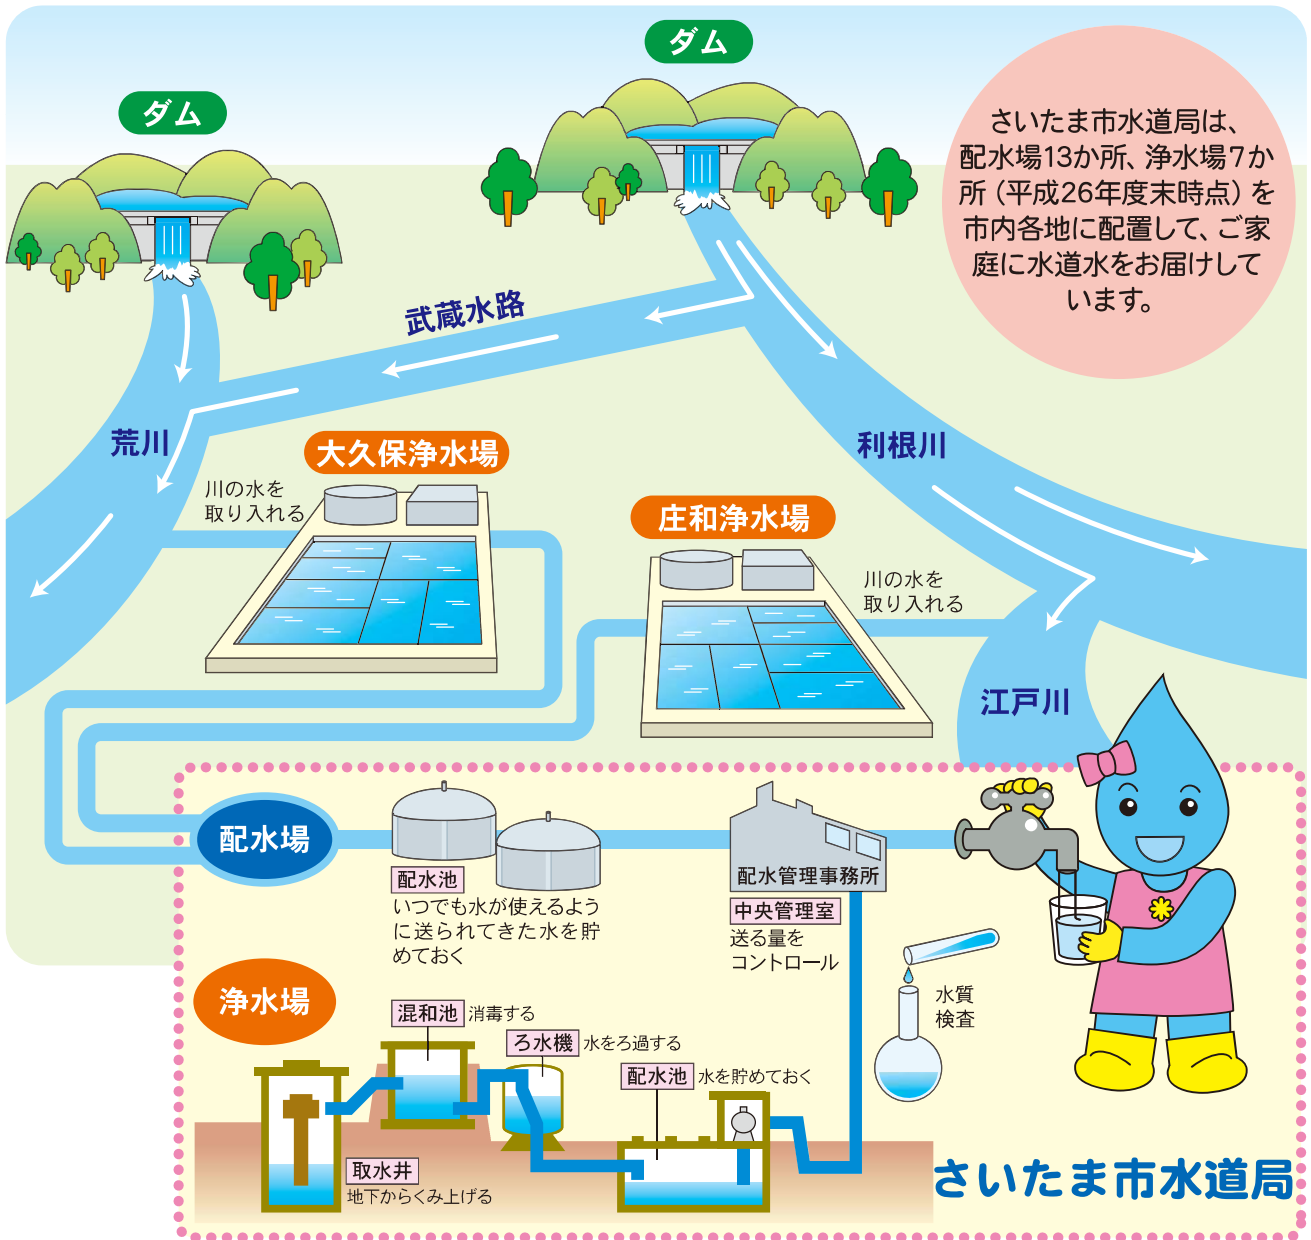 ダム
ダム
さいたま市水道局は、
配水場13か所、浄水場7か
所（平成26年度末時点）を
市内各地に配置して、ご家
庭に水道水をお届けして
います。
武蔵水路
荒川
利根川
大久保浄水場
川の水を
取り入れる
庄和浄水場
川の水を
取り入れる
江戸川
配水場
配水池
いつでも水が使えるよう
に送られてきた水を貯
めておく
配水管理事務所
中央管理室
送る量を
コントロール
浄水場
混和池 消毒する
ろ水機 水をろ過する
配水池 水を貯めておく
取水井
地下からくみ上げる
水質
検査
さいたま市水道局